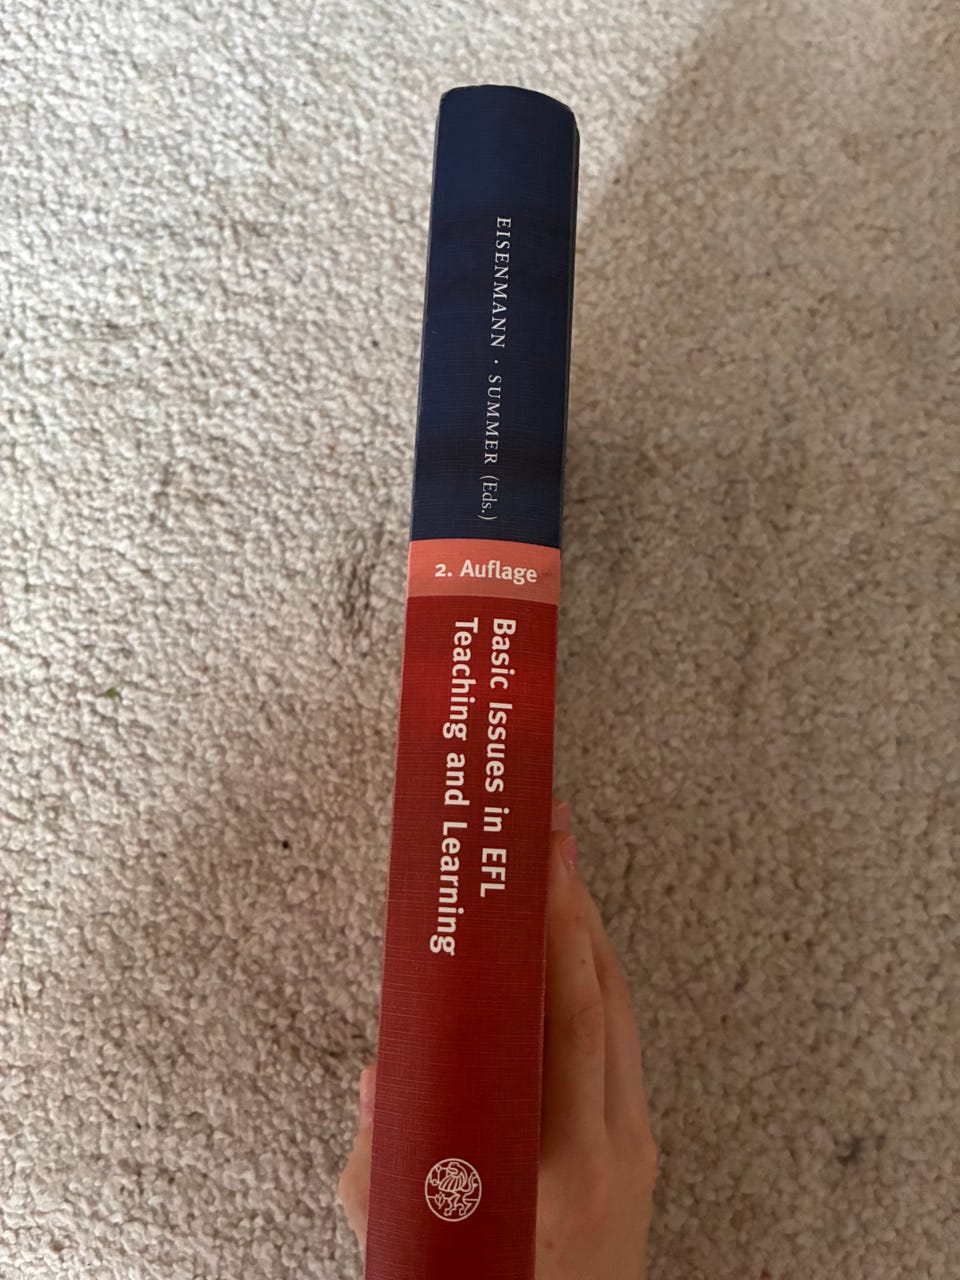 EISENMANN · SUMMER (Eds.)
2. Auflage
Basic Issues in EFL
Teaching and Learning